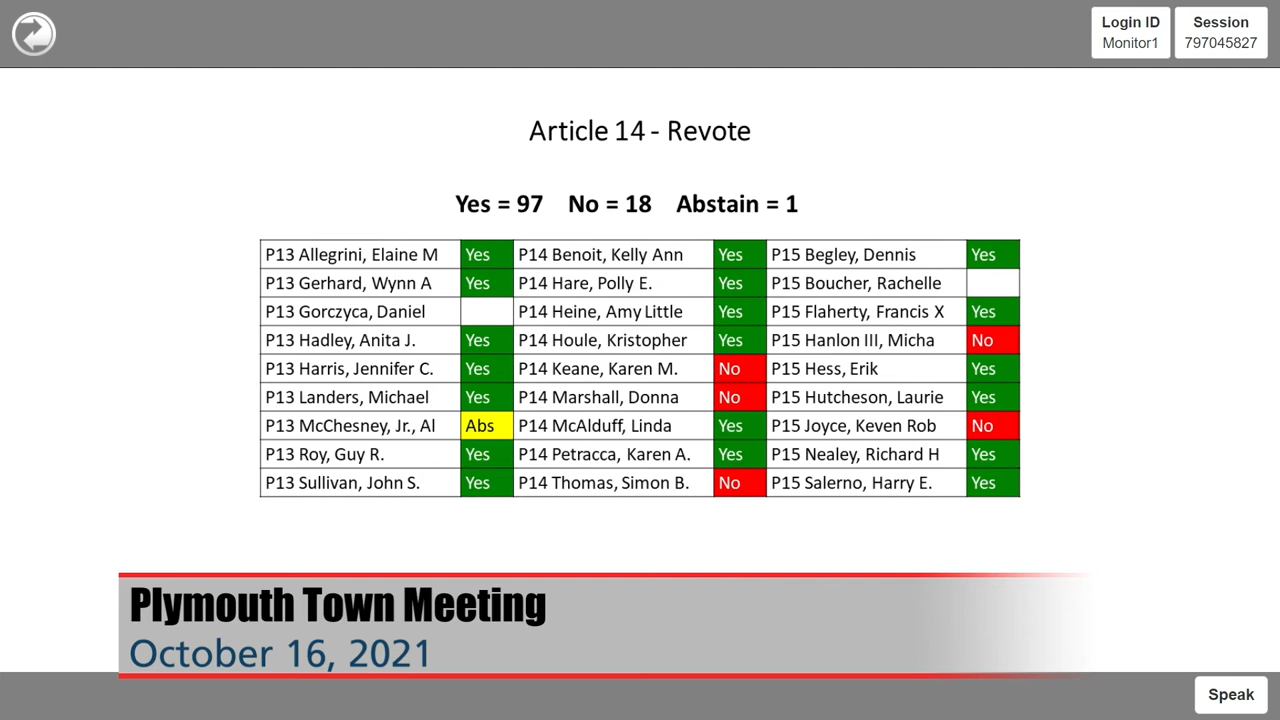 Login ID
Monitor1
Session
797045827
Article 14 - Revote
Yes = 97 No = 18 Abstain = 1
P13 Allegrini, Elaine M Yes P14 Benoit, Kelly Ann Yes P15 Begley, Dennis Yes
P13 Gerhard, Wynn A Yes P14 Hare, Polly E. Yes P15 Boucher, Rachelle
P13 Gorczyca, Daniel P14 Heine, Amy Little Yes P15 Flaherty, Francis X Yes
P13 Hadley, Anita J. Yes P14 Houle, Kristopher Yes P15 Hanlon III, Micha No
P13 Harris, Jennifer C. Yes P14 Keane, Karen M. No P15 Hess, Erik Yes
P13 Landers, Michael Yes P14 Marshall, Donna No P15 Hutcheson, Laurie Yes
P13 McChesney, Jr., Al Abs P14 McAlduff, Linda Yes P15 Joyce, Keven Rob No
P13 Roy, Guy R. Yes P14 Petracca, Karen A. Yes P15 Nealey, Richard H Yes
P13 Sullivan, John S. Yes P14 Thomas, Simon B. No P15 Salerno, Harry E. Yes
Plymouth Town Meeting
October 16, 2021
Speak